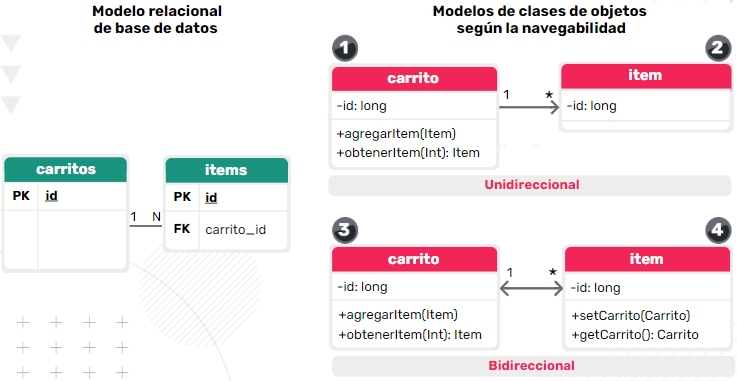 Modelo relacional
de base de datos
carritos
PK id
1 N
items
PK id
FK carrito_id
Modelos de clases de objetos
según la navegabilidad
1
carrito
-id: long
+agregarItem(Item)
+obtenerItem(Int): Item
1 *
2
item
-id: long
Unidireccional
3
carrito
-id: long
+agregarItem(Item)
+obtenerItem(Int): Item
1 *
4
item
-id: long
+setCarrito(Carrito)
+getCarrito(): Carrito
Bidireccional